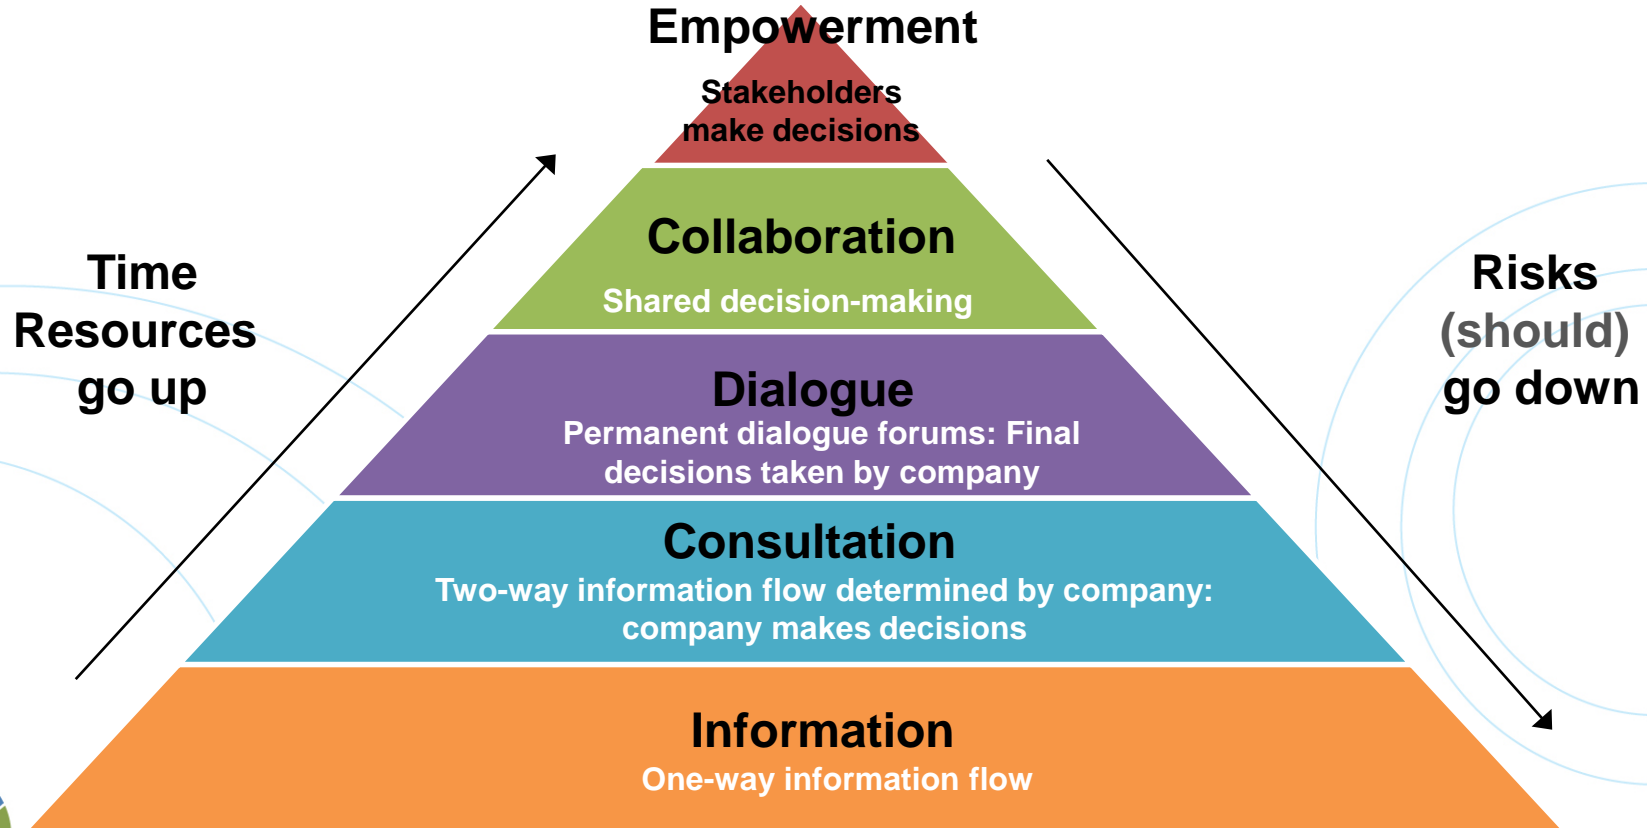 Empowerment
Stakeholders
make decisions
Collaboration
Shared decision-making
Time
Resources
go up
Risks
(should)
go down
Dialogue
Permanent dialogue forums: Final
decisions taken by company
Consultation
Two-way information flow determined by company:
company makes decisions
Information
One-way information flow